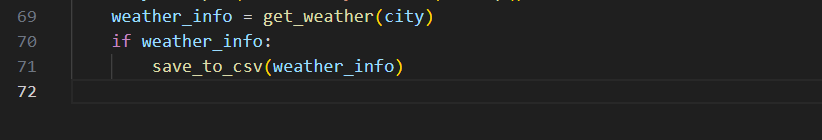 69 weather_info = get_weather(city)
70 if weather_info:
71 save_to_csv(weather_info)
72